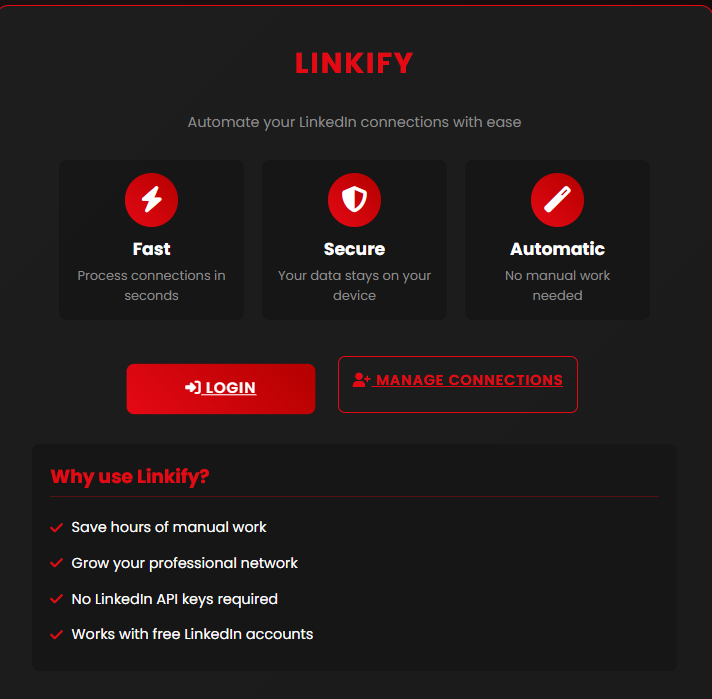 LINKIFY
Automate your LinkedIn connections with ease
Fast
Process connections in
seconds
Secure
Your data stays on your
device
Automatic
No manual work
needed
LOGIN
MANAGE CONNECTIONS
Why use Linkify?
Save hours of manual work
Grow your professional network
No LinkedIn API keys required
Works with free LinkedIn accounts